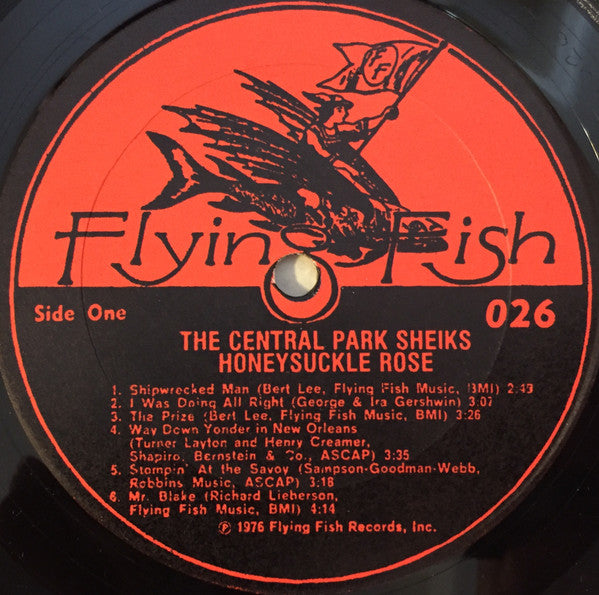 FF
Flying Fish
Side One
026
THE CENTRAL PARK SHEIKS
HONEYSUCKLE ROSE
1. Shipwrecked Man (Bert Lee, Flying Fish Music, BMI)
2. I Was Doing All Right (George & Ira Gershwin) 3:07
3. The Prize (Bert Lee, Flying Fish Music, BMI) 3:26
4. Way Down Yonder in New Orleans
(Turner Layton and Henry Creamer,
Shapiro, Bernstein & Co., ASCAP) 3:35
5. Stompin' At the Savoy (Sampson-Goodman-Webb,
Robbins Music, ASCAP) 3:18
6. Mr. Blake (Richard Lieberson,
Flying Fish Music, BMI) 4:14
℗ 1976 Flying Fish Records, Inc.